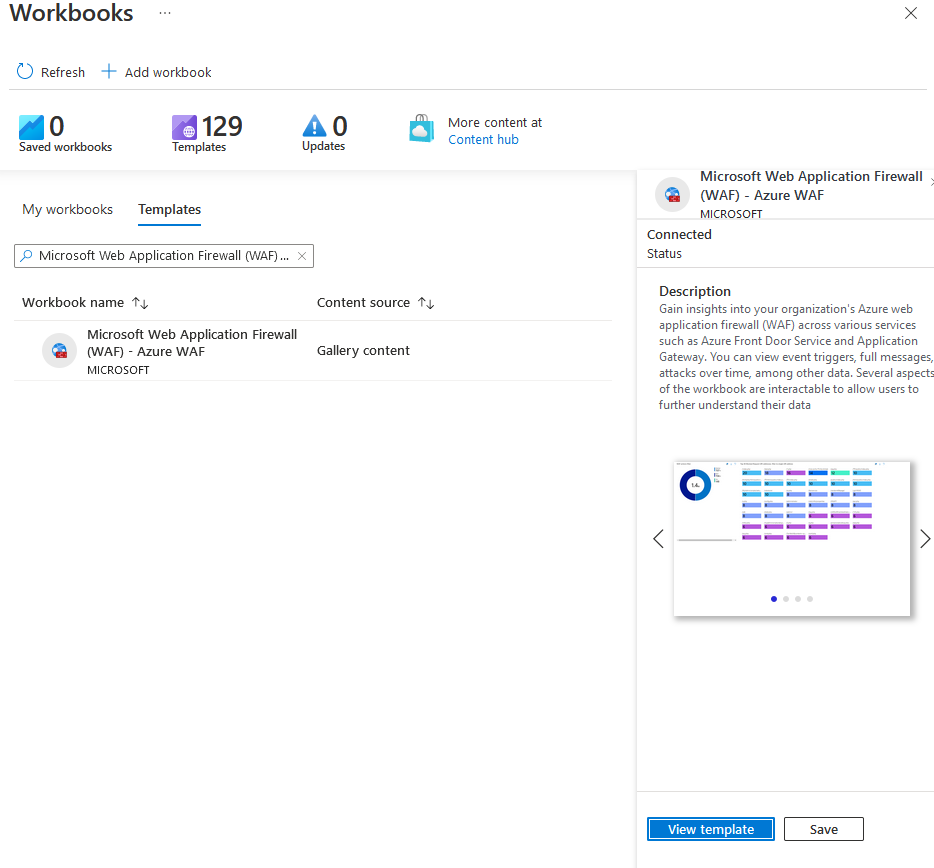 Workbooks ...
Refresh Add workbook
0 129 0
Saved workbooks Templates Updates
More content at
Content hub
My workbooks Templates
Microsoft Web Application Firewall (WAF) ...
Workbook name Content source
Microsoft Web Application Firewall
(WAF) - Azure WAF
MICROSOFT
Gallery content
Microsoft Web Application Firewall
(WAF) - Azure WAF
MICROSOFT
Connected
Status
Description
Gain insights into your organization's Azure web
application firewall (WAF) across various services
such as Azure Front Door Service and Application
Gateway. You can view event triggers, full messages,
attacks over time, among other data. Several aspects
of the workbook are interactable to allow users to
further understand their data
View template Save